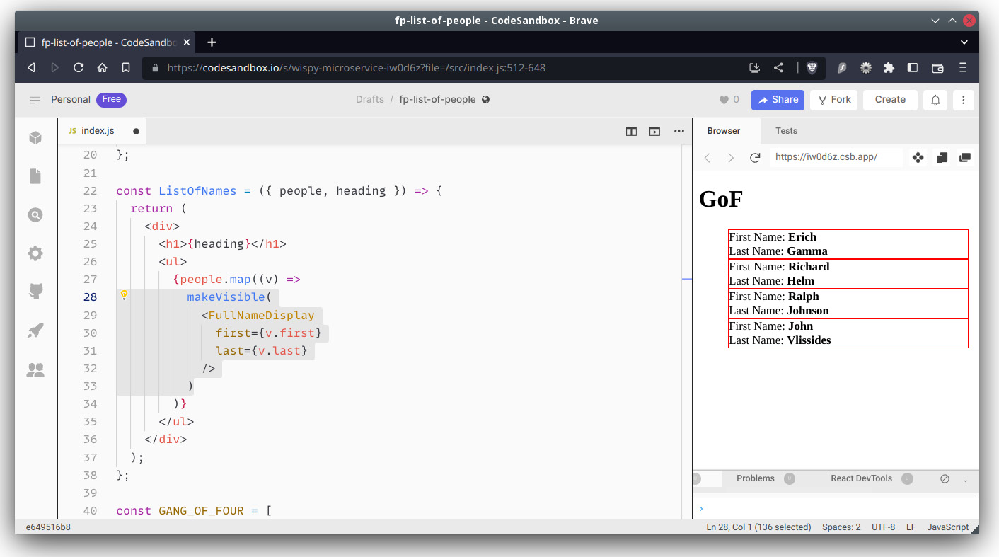 fp-list-of-people - CodeSandbox - Brave
fp-list-of-people - CodeSandbo
https://codesandbox.io/s/wispy-microservice-iw0d6z?file=/src/index.js:512-648
Personal Free
Drafts / fp-list-of-people
0
Share
Fork
Create
JS index.js
20 };
21
22 const ListOfNames = ({ people, heading }) => {
23 return (
24 <div>
25 <h1>{heading}</h1>
26 <ul>
27 {people.map((v) =>
28 makeVisible(
29 <FullNameDisplay
30 first={v.first}
31 last={v.last}
32 />
33 )
34 )}
35 </ul>
36 </div>
37 );
38 };
39
40 const GANG_OF_FOUR = [
Browser Tests
https://iw0d6z.csb.app/
GoF
First Name: Erich
Last Name: Gamma
First Name: Richard
Last Name: Helm
First Name: Ralph
Last Name: Johnson
First Name: John
Last Name: Vlissides
0 Problems 0 React DevTools 0
›
e649516b8 Ln 28, Col 1 (136 selected) Spaces: 2 UTF-8 LF JavaScript